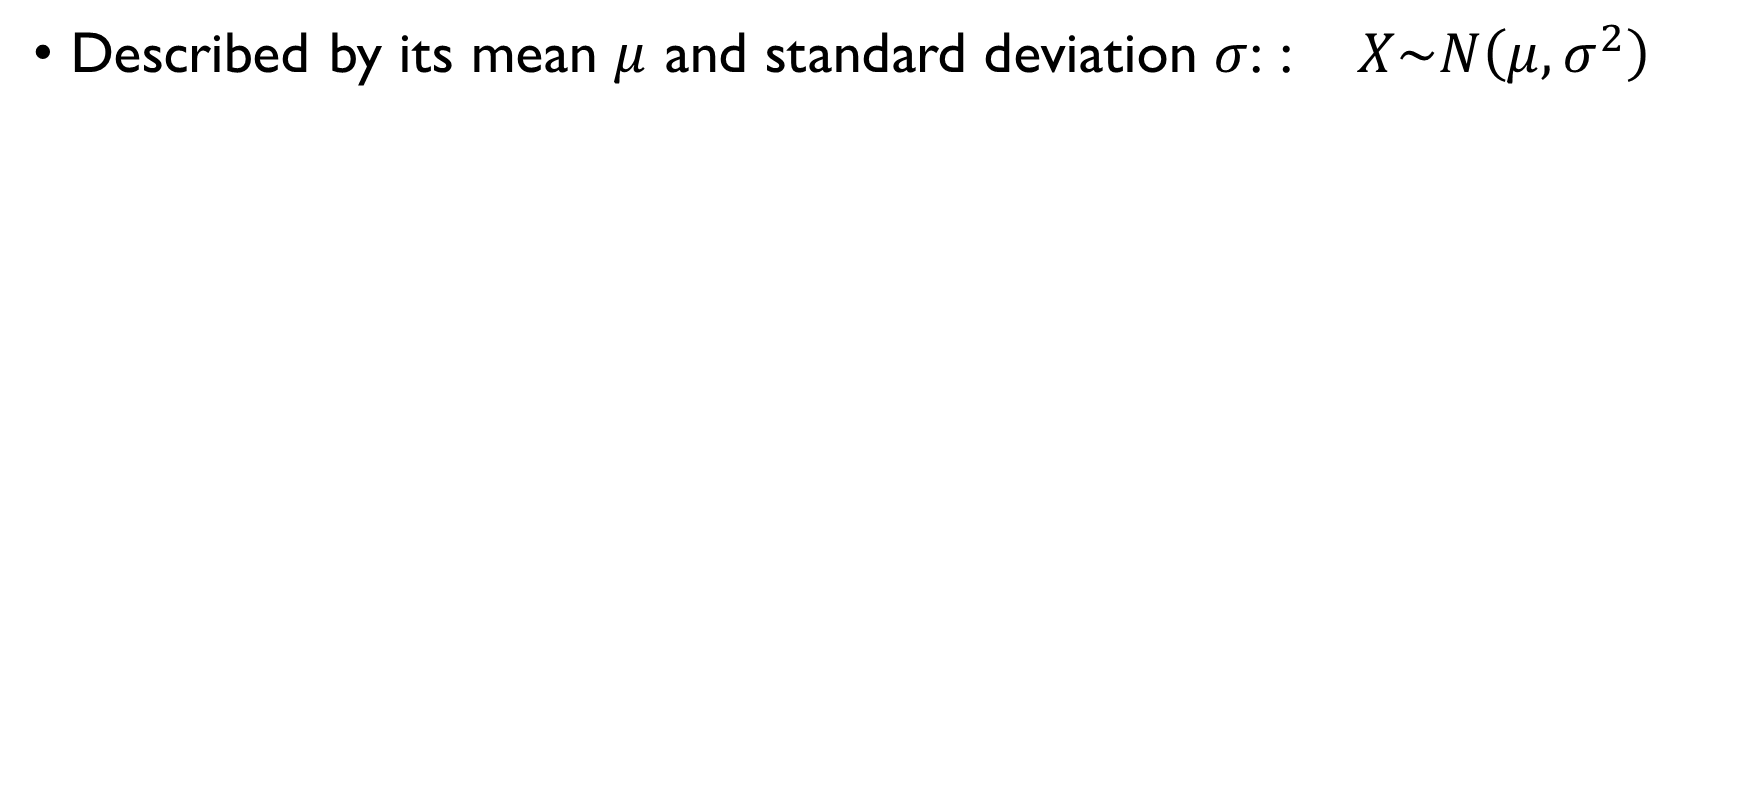 • Described by its mean 𝜇 and standard deviation 𝜎: : 𝑋~𝑁(𝜇, 𝜎²)